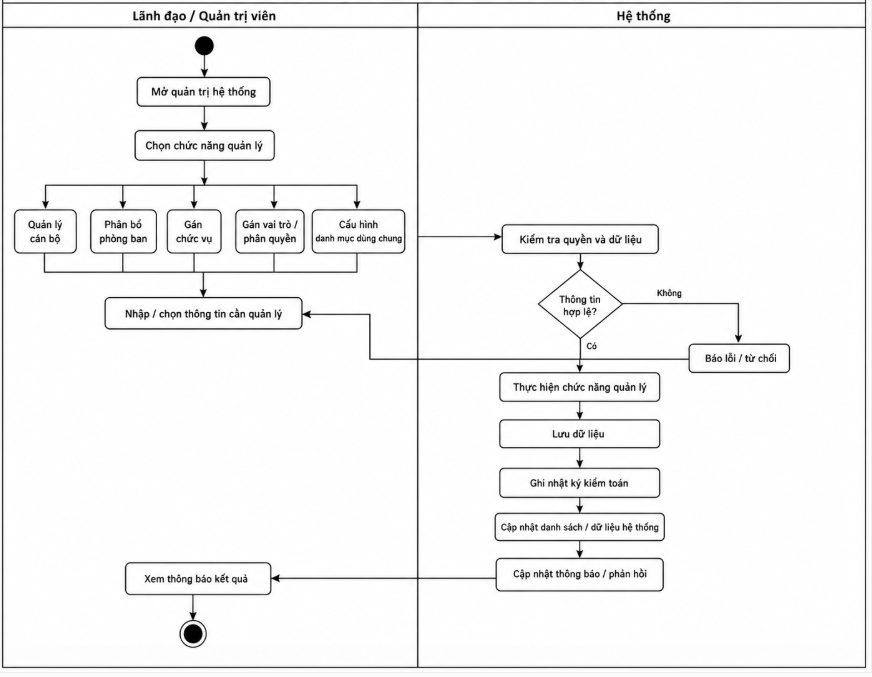 Lãnh đạo / Quản trị viên
Hệ thống
Mở quản trị hệ thống
Chọn chức năng quản lý
Quản lý
cán bộ
Phân bổ
phòng ban
Gán
chức vụ
Gán vai trò /
phân quyền
Cấu hình
danh mục dùng chung
Kiểm tra quyền và dữ liệu
Thông tin
hợp lệ?
Không
Nhập / chọn thông tin cần quản lý
Có
Báo lỗi / từ chối
Thực hiện chức năng quản lý
Lưu dữ liệu
Ghi nhật ký kiểm toán
Cập nhật danh sách / dữ liệu hệ thống
Xem thông báo kết quả
Cập nhật thông báo / phản hồi